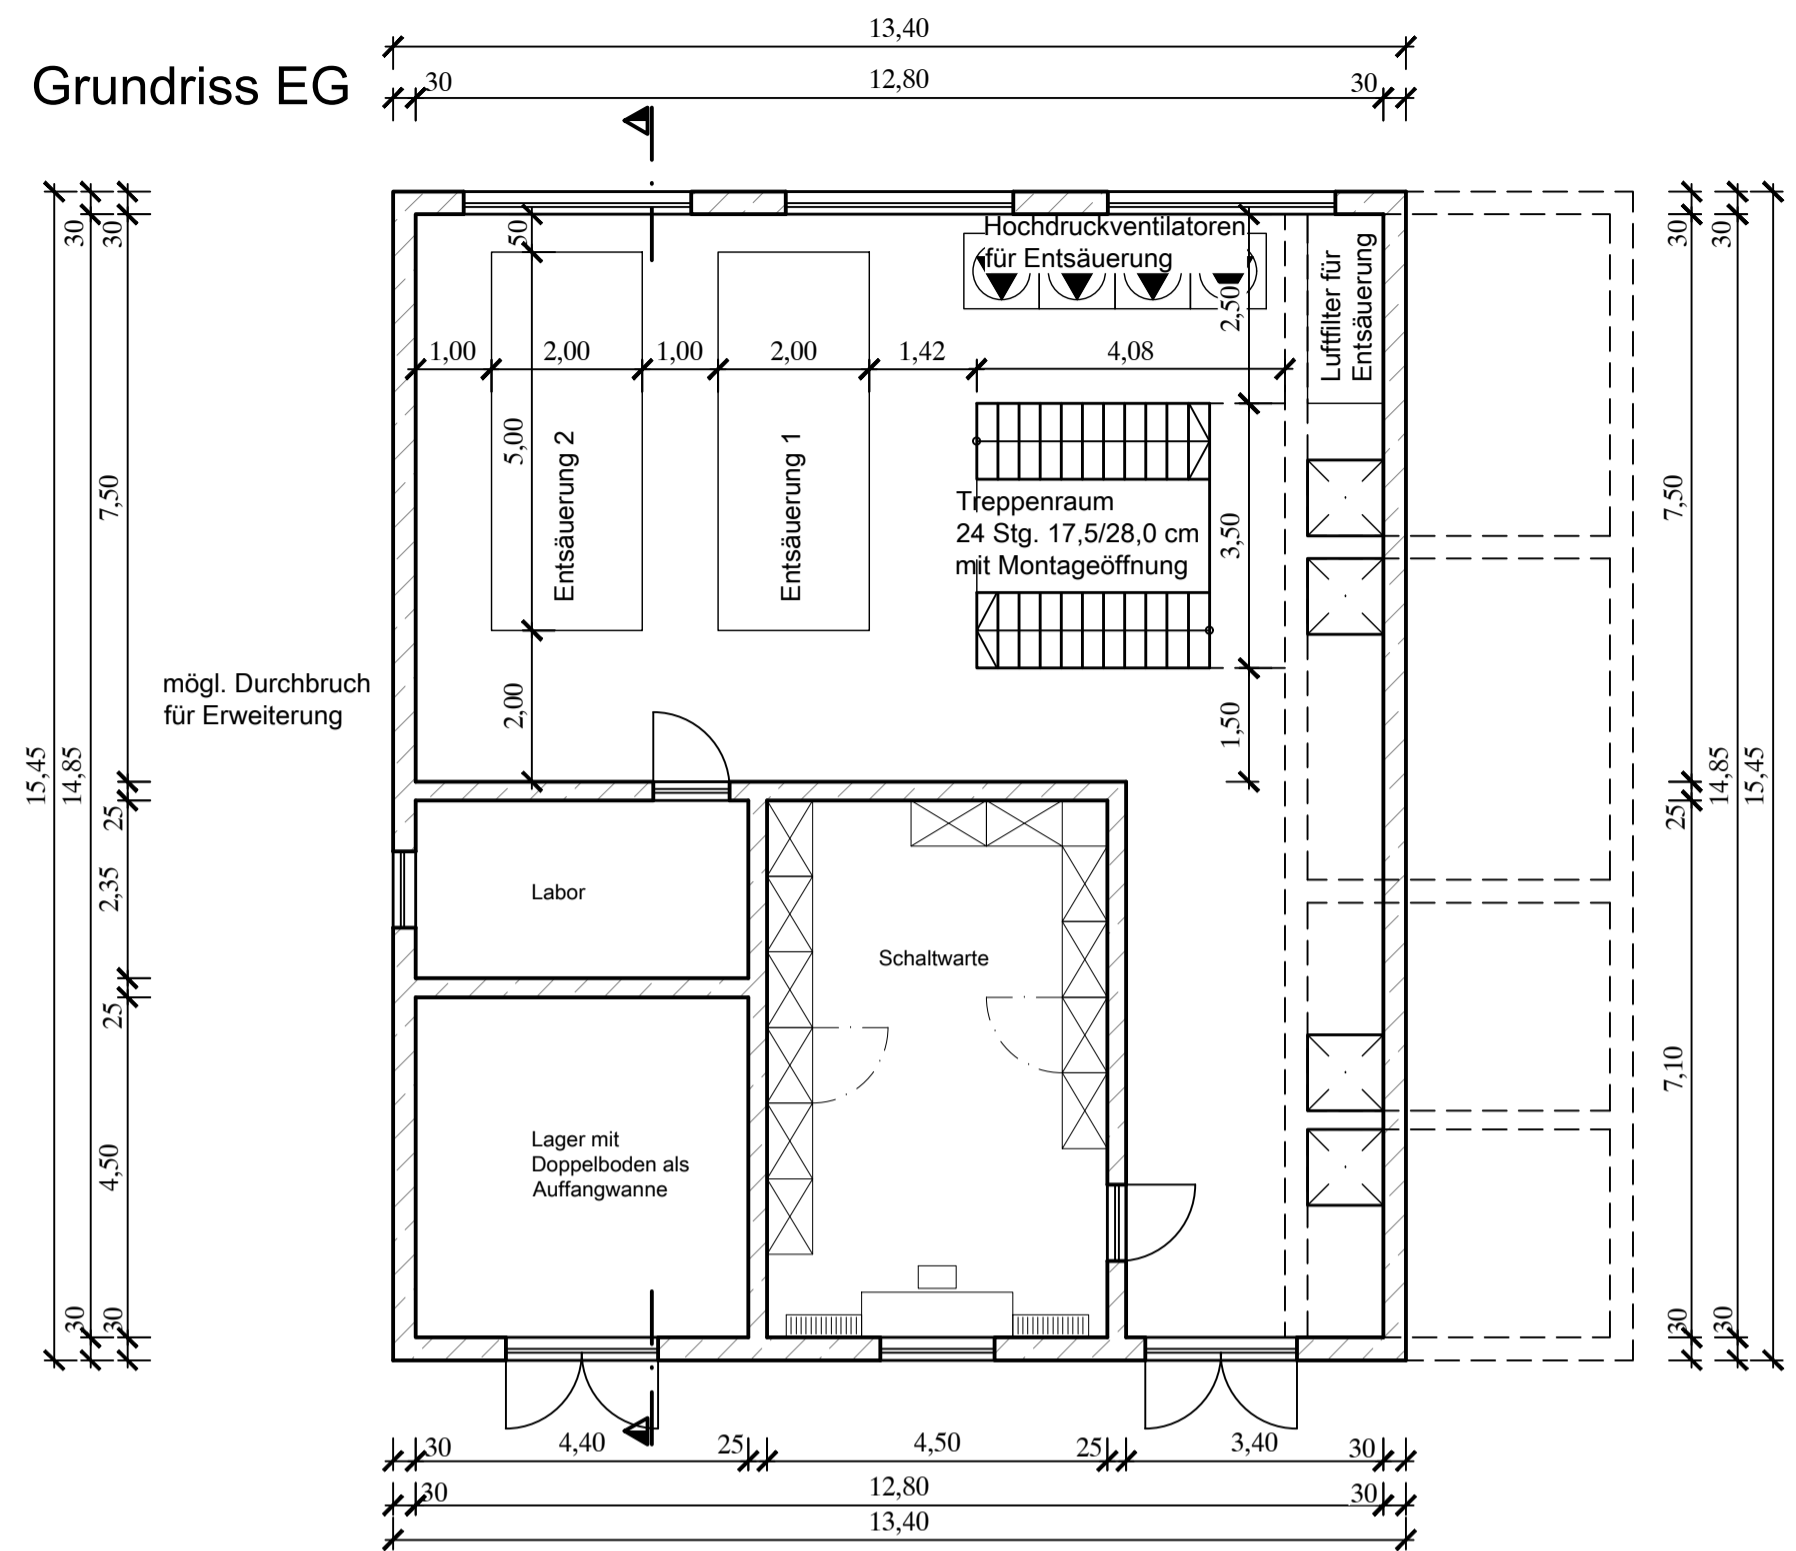 13,40
Grundriss EG
30
12,80
30
30
30
50
Hochdruckventilatoren
für Entsäuerung
Luftfilter für
Entsäuerung
30
30
2,50
1,00
2,00
1,00
2,00
1,42
4,08
5,00
Entsäuerung 2
Entsäuerung 1
7,50
Treppenraum
24 Stg. 17,5/28,0 cm
mit Montageöffnung
3,50
7,50
mögl. Durchbruch
für Erweiterung
2,00
1,50
15,45
14,85
25
25
14,85
15,45
2,35
Labor
Schaltwarte
25
7,10
4,50
Lager mit
Doppelboden als
Auffangwanne
30
30
30
30
30
4,40
25
4,50
25
3,40
30
30
12,80
30
13,40